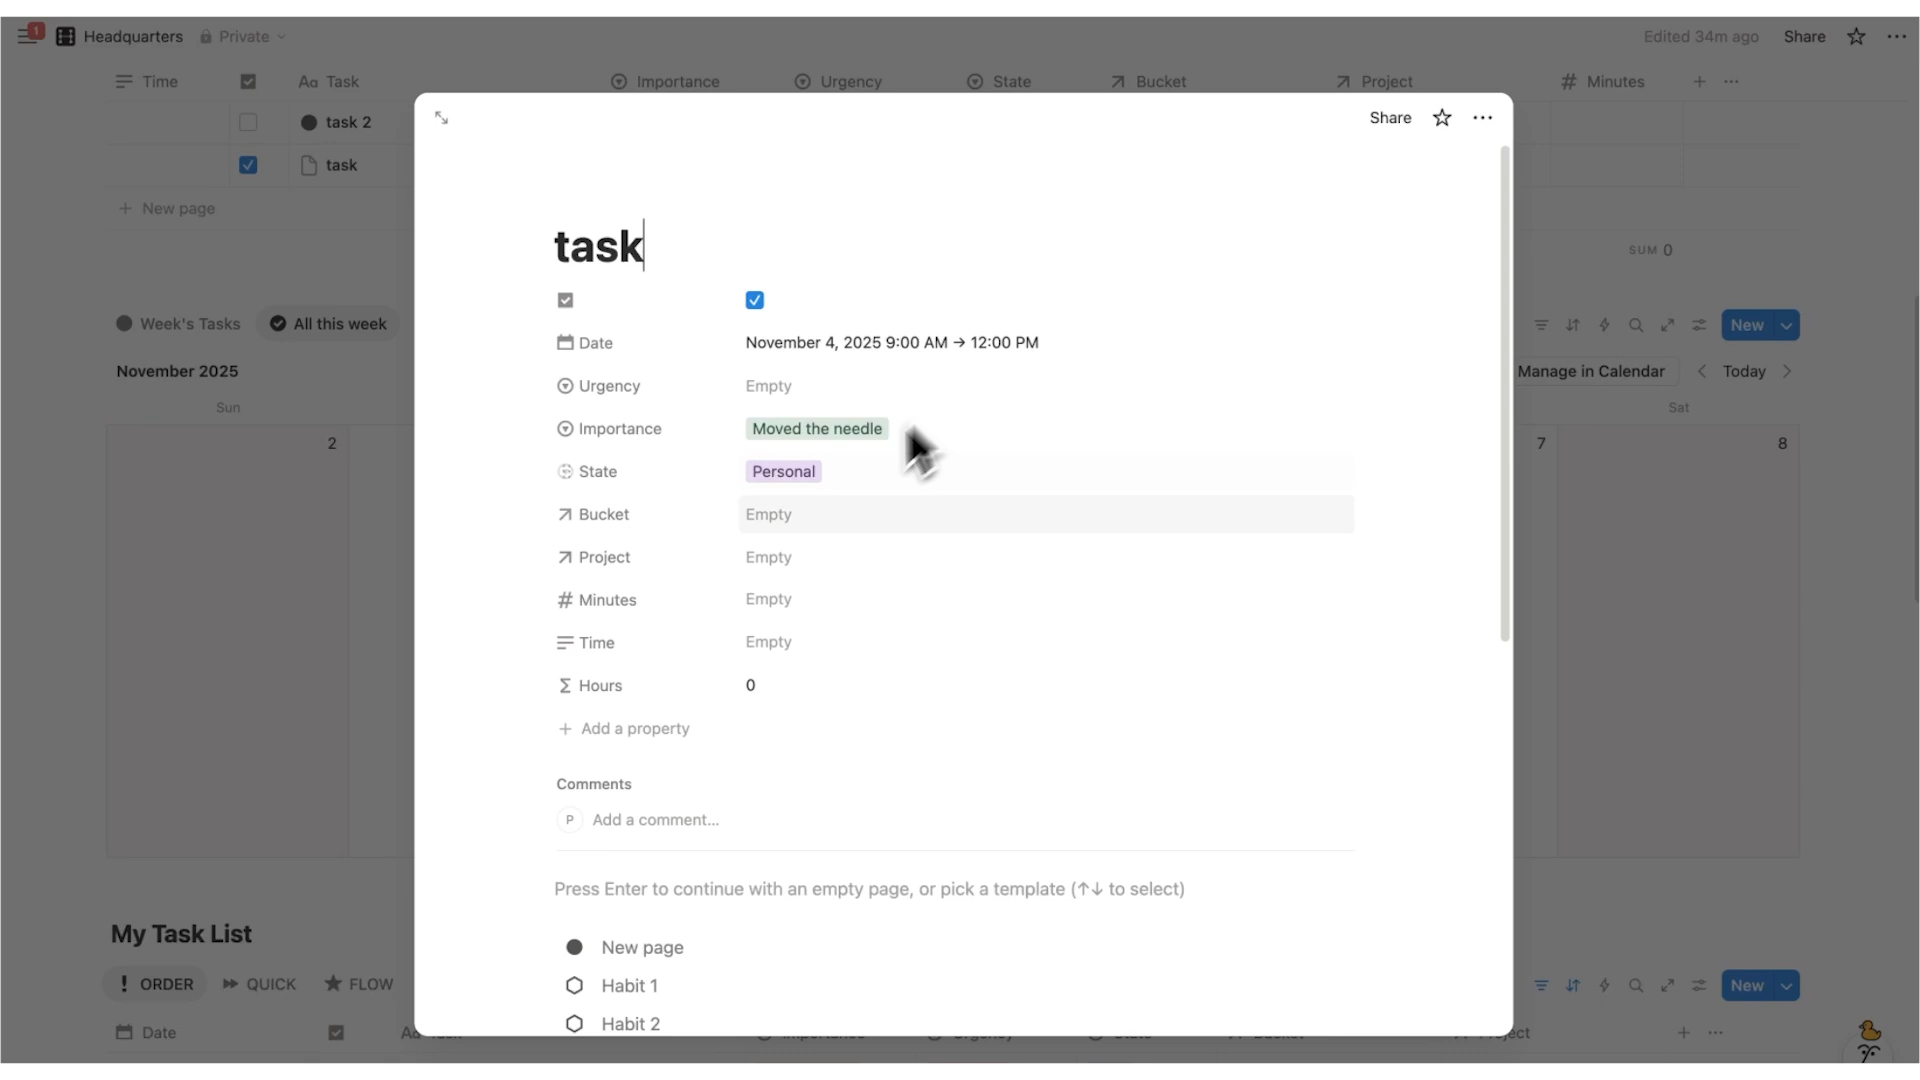 1 Headquarters Private Edited 34m ago Share
Time Aa Task Importance Urgency State Bucket Project # Minutes
task 2
task
+ New page
SUM 0
Week's Tasks All this week New
November 2025 Manage in Calendar Today
Sun Sat
2 7 8
My Task List
ORDER QUICK FLOW New
Date
Share
task
Date November 4, 2025 9:00 AM → 12:00 PM
Urgency Empty
Importance Moved the needle
State Personal
Bucket Empty
Project Empty
# Minutes Empty
Time Empty
Σ Hours 0
+ Add a property
Comments
P Add a comment...
Press Enter to continue with an empty page, or pick a template (↑↓ to select)
New page
Habit 1
Habit 2